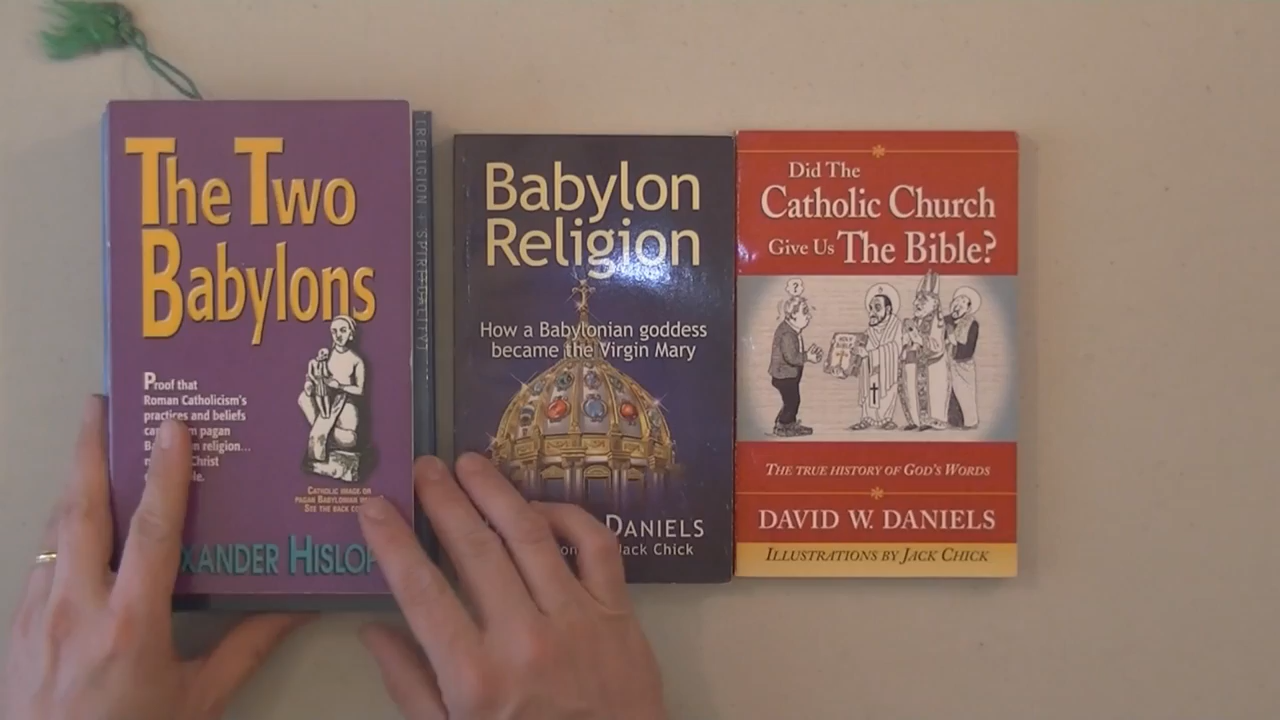 The Two
Babylons
Proof that
Roman Catholicism's
practices and beliefs
pagan
religion...
Christ
CATHOLIC IMAGE OR
PAGAN BABYLONIAN
SEE THE BACK
XANDER HISLOP
[RELIGION + SPIRITUALITY]
Babylon
Religion
How a Babylonian goddess
became the Virgin Mary
DANIELS
Jack Chick
Did The
Catholic Church
Give Us The Bible?
?
HOLY
BIBLE
THE TRUE HISTORY OF GOD'S WORDS
DAVID W. DANIELS
ILLUSTRATIONS BY JACK CHICK